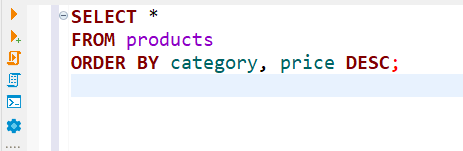 SELECT *
FROM products
ORDER BY category, price DESC;